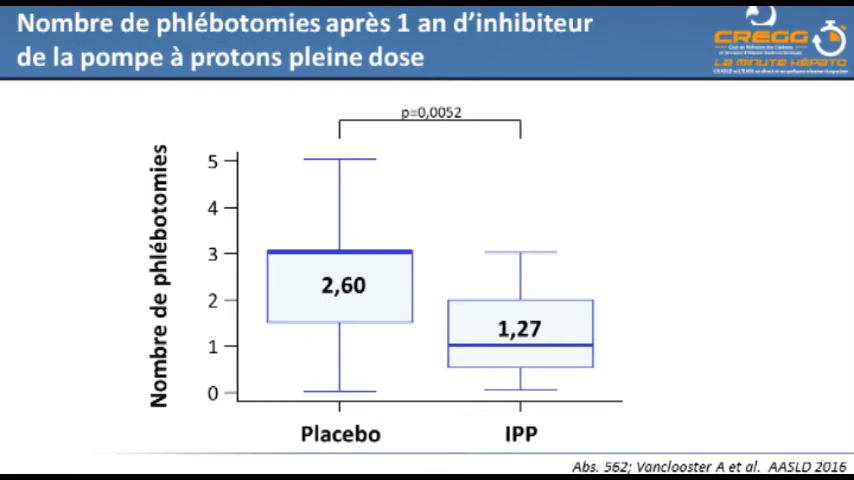 Nombre de phlébotomies après 1 an d'inhibiteur
de la pompe à protons pleine dose
CREGG
LA MINUTE HÉPATO
p=0,0052
Nombre de phlébotomies
5
4
3
2
1
0
2,60
1,27
Placebo
IPP
Abs. 562; Vanclooster A et al. AASLD 2016